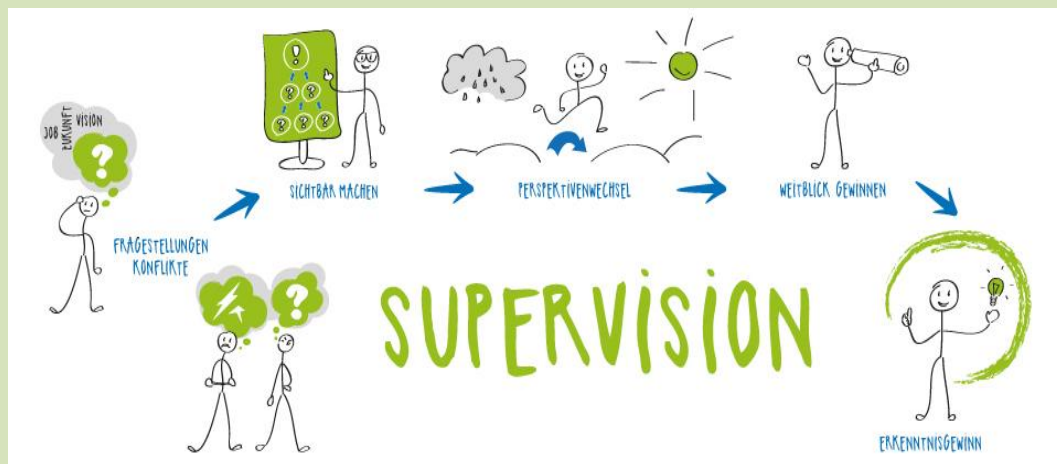 JOB
ZUKUNFT
VISION
?
FRAGESTELLUNGEN
KONFLIKTE
!
? ?
? ? ?
SICHTBAR MACHEN
PERSPEKTIVENWECHSEL
WEITBLICK GEWINNEN
?
SUPERVISION
ERKENNTNISGEWINN